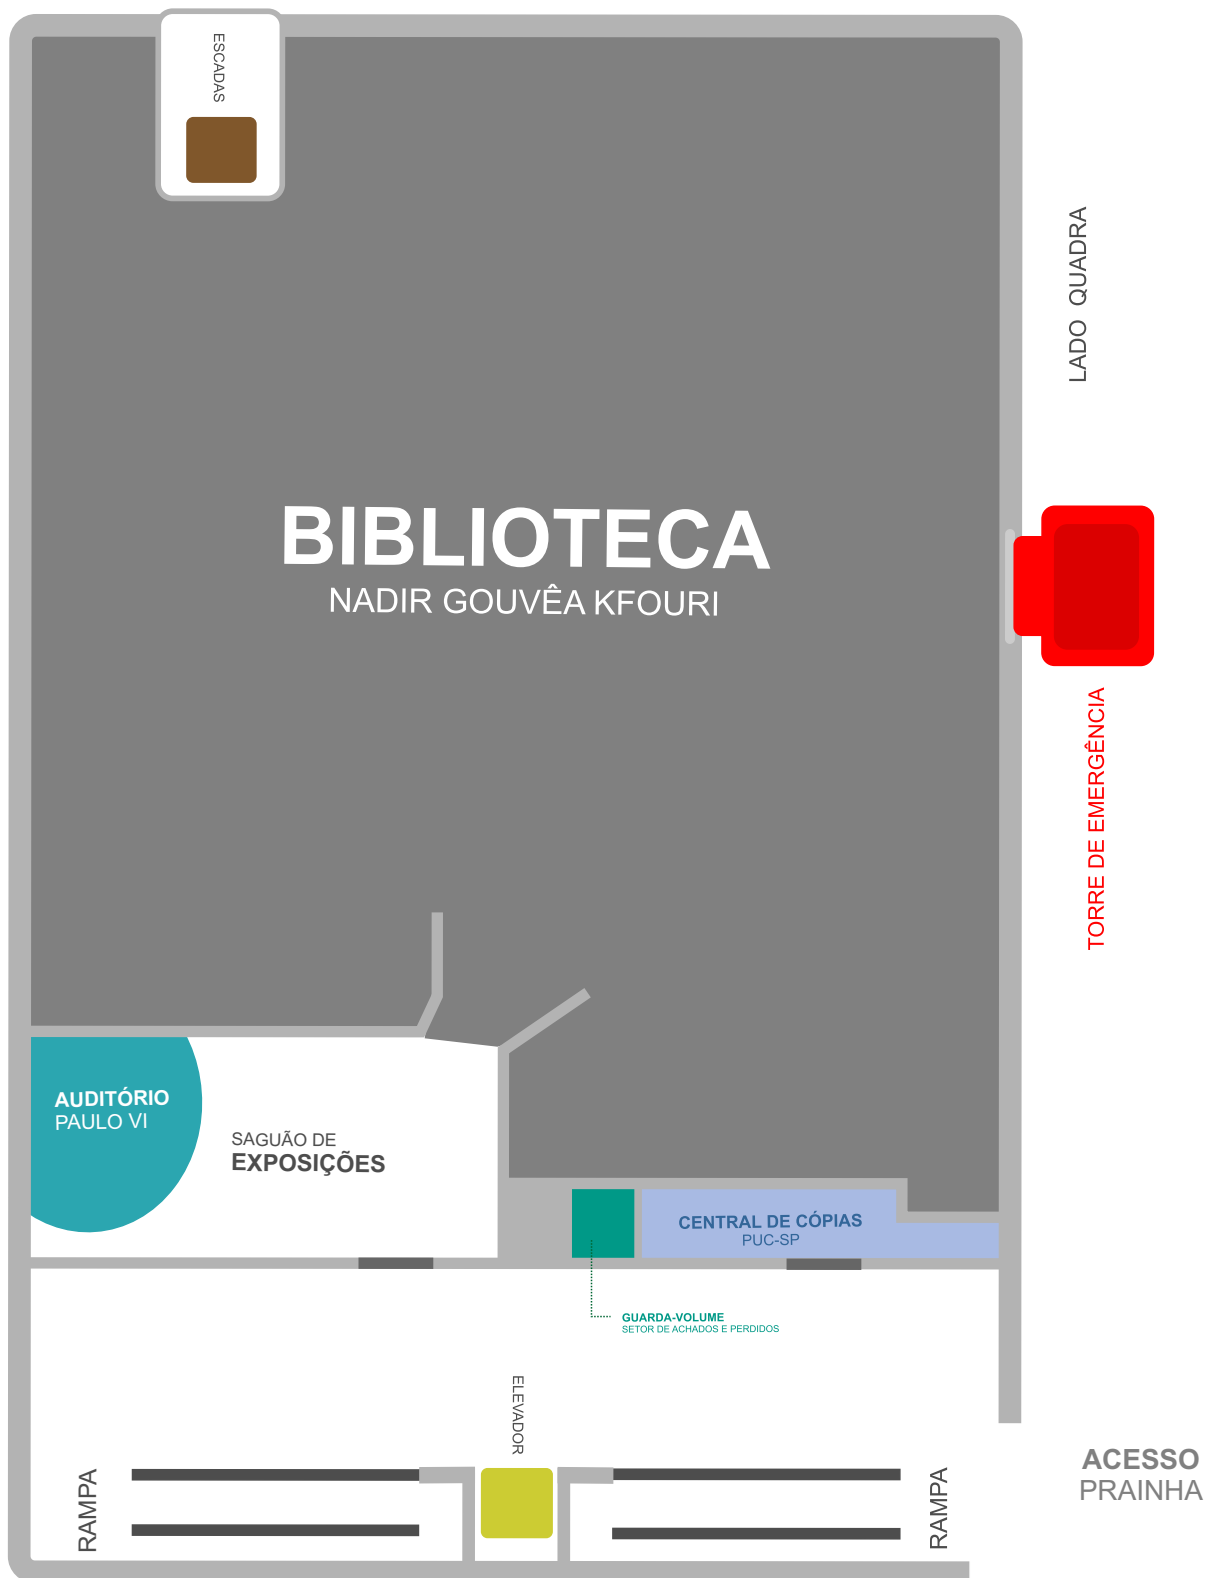 ESCADAS
LADO QUADRA
BIBLIOTECA
NADIR GOUVÊA KFOURI
TORRE DE EMERGÊNCIA
AUDITÓRIO
PAULO VI
SAGUÃO DE
EXPOSIÇÕES
CENTRAL DE CÓPIAS
PUC-SP
GUARDA-VOLUME
SETOR DE ACHADOS E PERDIDOS
ELEVADOR
RAMPA
RAMPA
ACESSO
PRAINHA